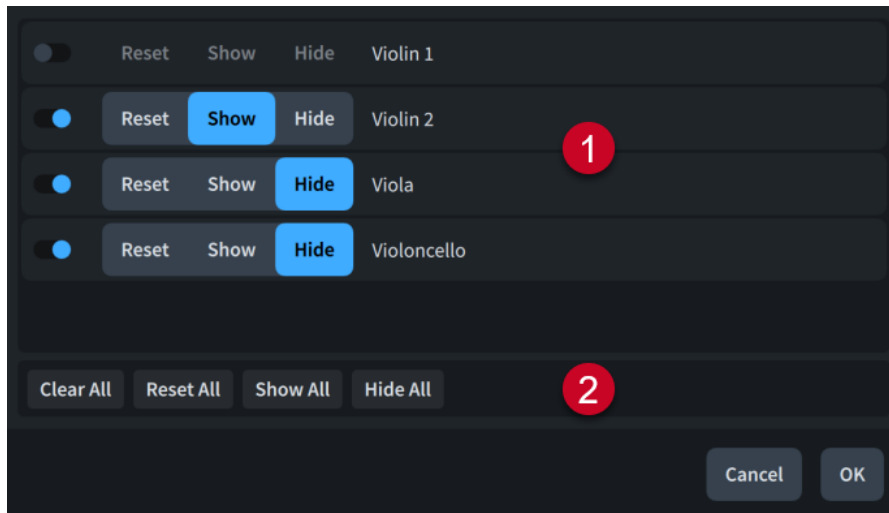 Reset Show Hide Violin 1
Reset Show Hide Violin 2
1
Reset Show Hide Viola
Reset Show Hide Violoncello
Clear All Reset All Show All Hide All 2
Cancel OK